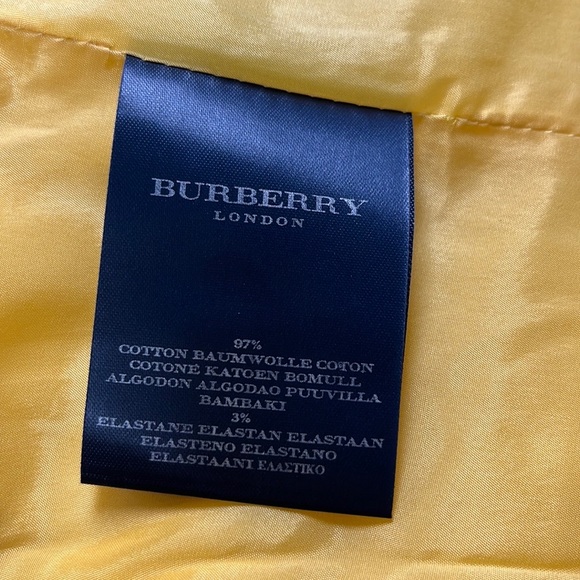 BURBERRY
LONDON
97%
COTTON BAUMWOLLE COTON
COTONE KATOEN BOMULL
ALGODON ALGODAO PUUVILLA
BAMBAKI
3%
ELASTANE ELASTAN ELASTAAN
ELASTENO ELASTANO
ELASTAANI ΕΛΑΣΤΙΚΟ